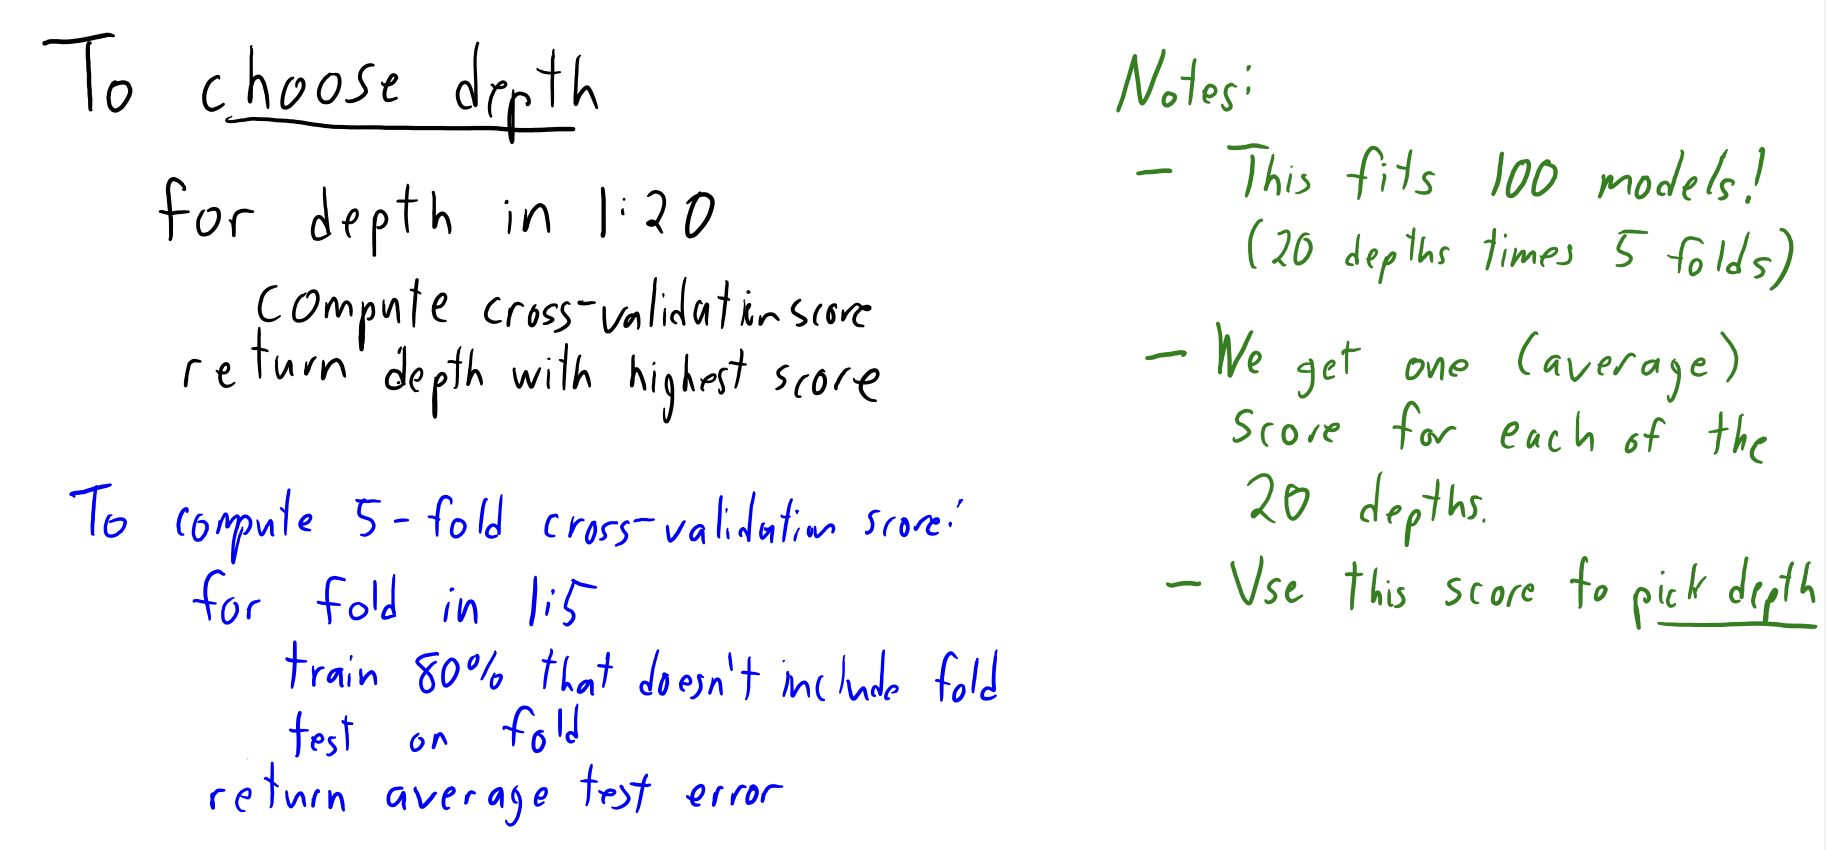 To choose depth
for depth in 1:20
compute cross-validation score
return depth with highest score
To compute 5-fold cross-validation score:
for fold in 1:5
train 80% that doesn't include fold
test on fold
return average test error
Notes:
- This fits 100 models!
(20 depths times 5 folds)
- We get one (average)
score for each of the
20 depths.
- Use this score to pick depth